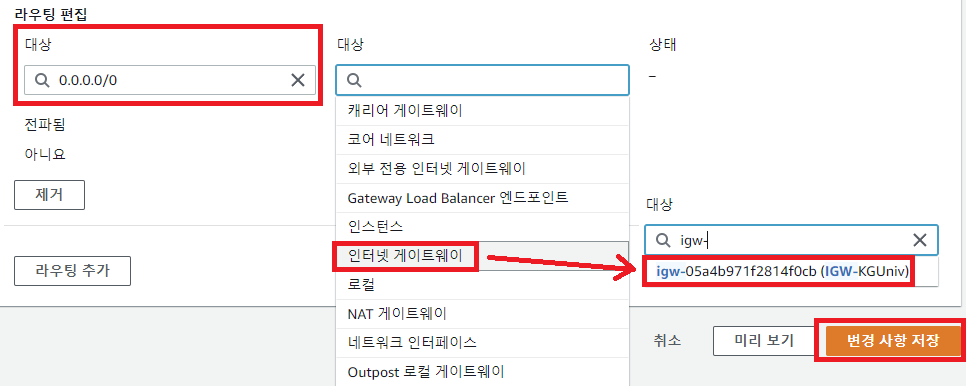 라우팅 편집
대상
대상
상태
0.0.0.0/0
–
전파됨
아니요
제거
라우팅 추가
캐리어 게이트웨이
코어 네트워크
외부 전용 인터넷 게이트웨이
Gateway Load Balancer 엔드포인트
인스턴스
인터넷 게이트웨이
로컬
NAT 게이트웨이
네트워크 인터페이스
Outpost 로컬 게이트웨이
대상
igw-
igw-05a4b971f2814f0cb (IGW-KGUniv)
취소
미리 보기
변경 사항 저장